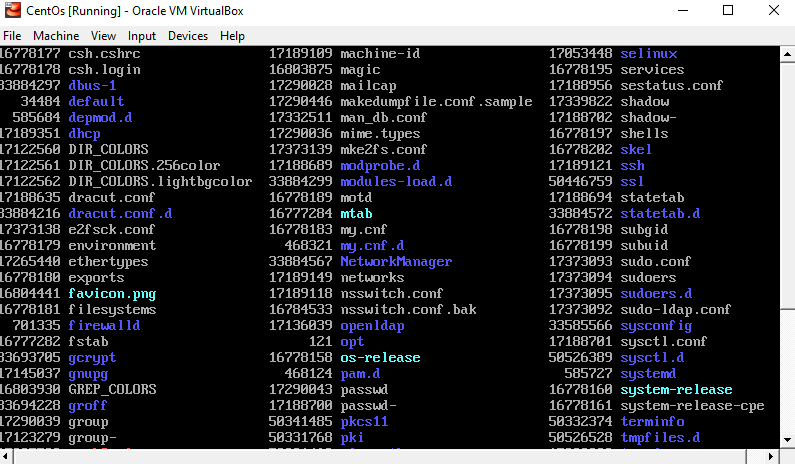 CentOs [Running] - Oracle VM VirtualBox
File Machine View Input Devices Help
16778177 csh.cshrc 17189109 machine-id 17053448 selinux
16778178 csh.login 16803875 magic 16778195 services
33884297 dbus-1 17290028 mailcap 17188956 sestatus.conf
34484 default 17290446 makedumpfile.conf.sample 17339822 shadow
585684 depmod.d 17332511 man_db.conf 17188702 shadow-
17189351 dhcp 17290036 mime.types 16778197 shells
17122560 DIR_COLORS 17373139 mke2fs.conf 16778202 skel
17122561 DIR_COLORS.256color 17188689 modprobe.d 17189121 ssh
17122562 DIR_COLORS.lightbgcolor 33884299 modules-load.d 50446759 ssl
17188635 dracut.conf 16778189 motd 17188694 statetab
33884216 dracut.conf.d 16777284 mtab 33884572 statetab.d
17373138 e2fsck.conf 16778183 my.cnf 16778198 subgid
16778179 environment 468321 my.cnf.d 16778199 subuid
17265440 ethertypes 33884567 NetworkManager 17373093 sudo.conf
16778180 exports 17189149 networks 17373094 sudoers
16804441 favicon.png 17189118 nsswitch.conf 17373095 sudoers.d
16778181 filesystems 16784533 nsswitch.conf.bak 17373092 sudo-ldap.conf
701335 firewalld 17136039 openldap 33585566 sysconfig
16777282 fstab 121 opt 17188701 sysctl.conf
33693705 gcrypt 16778158 os-release 50526389 sysctl.d
17145037 gnupg 468124 pam.d 585727 systemd
16803930 GREP_COLORS 17290043 passwd 16778160 system-release
33694228 groff 17188700 passwd- 16778161 system-release-cpe
17290039 group 50341485 pkcs11 50332374 terminfo
17123279 group- 50331768 pki 50526528 tmpfiles.d